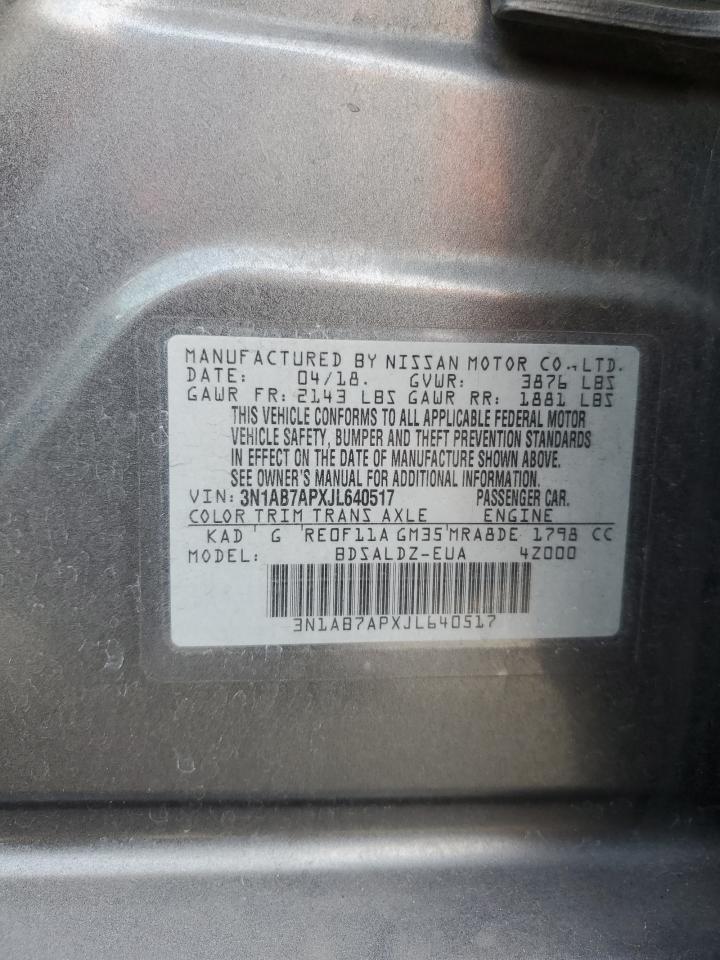 MANUFACTURED BY NISSAN MOTOR CO., LTD.
DATE: 04/18. GVWR: 3876 LBS
GAWR FR: 2143 LBS GAWR RR: 1881 LBS
THIS VEHICLE CONFORMS TO ALL APPLICABLE FEDERAL MOTOR
VEHICLE SAFETY, BUMPER AND THEFT PREVENTION STANDARDS
IN EFFECT ON THE DATE OF MANUFACTURE SHOWN ABOVE.
SEE OWNER'S MANUAL FOR ADDITIONAL INFORMATION.
VIN: 3N1AB7APXJL640517 PASSENGER CAR.
COLOR TRIM TRANS AXLE ENGINE
KAD G RE0F11A GM35 MRA8DE 1798 CC
MODEL: BDSALDZ-EUA 4Z000
3N1AB7APXJL640517